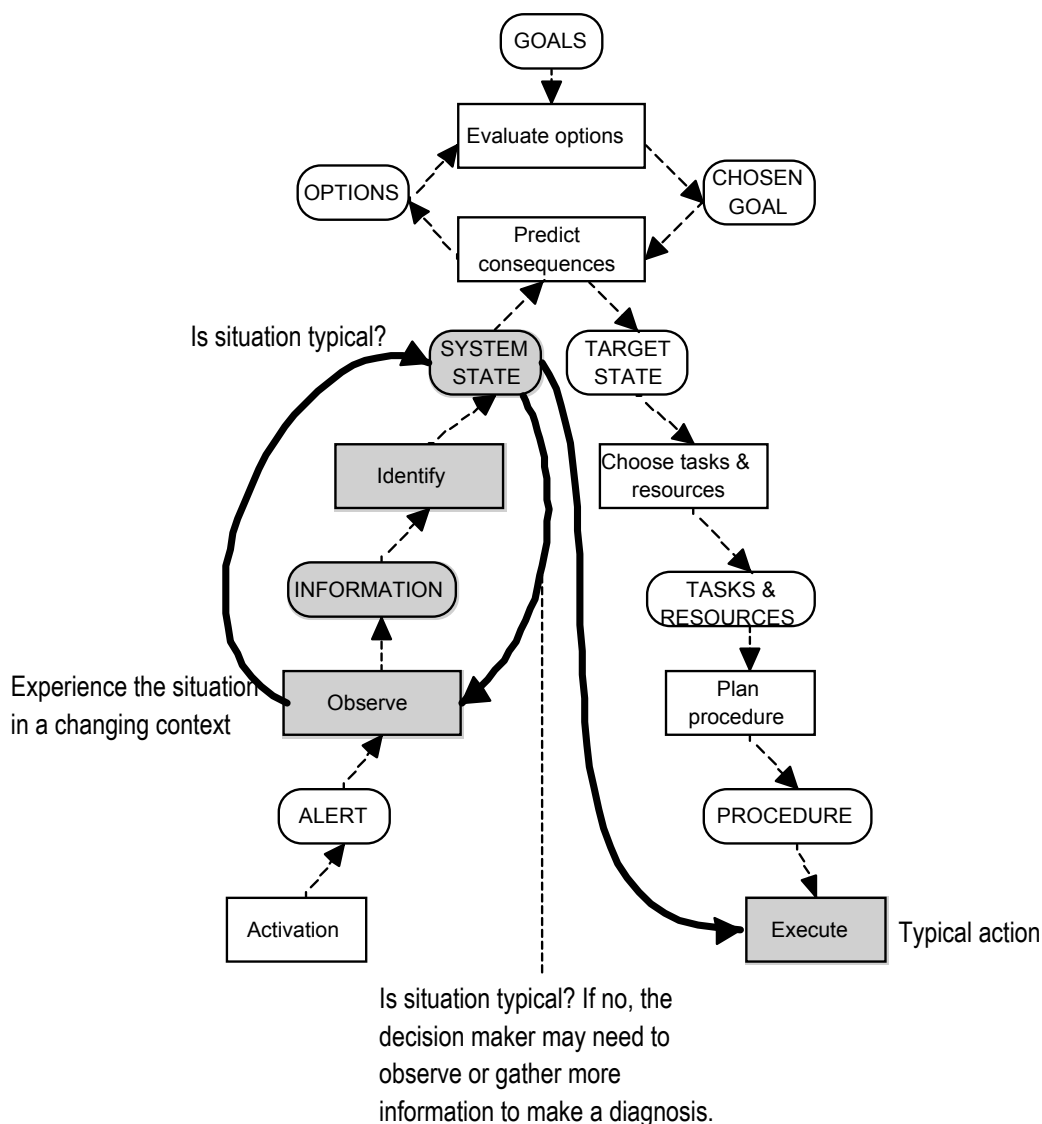 GOALS
Evaluate options
OPTIONS
CHOSEN
GOAL
Predict
consequences
Is situation typical?
SYSTEM
STATE
TARGET
STATE
Identify
Choose tasks &
resources
INFORMATION
TASKS &
RESOURCES
Experience the situation
in a changing context
Observe
Plan
procedure
ALERT
PROCEDURE
Activation
Execute
Typical action
Is situation typical? If no, the
decision maker may need to
observe or gather more
information to make a diagnosis.